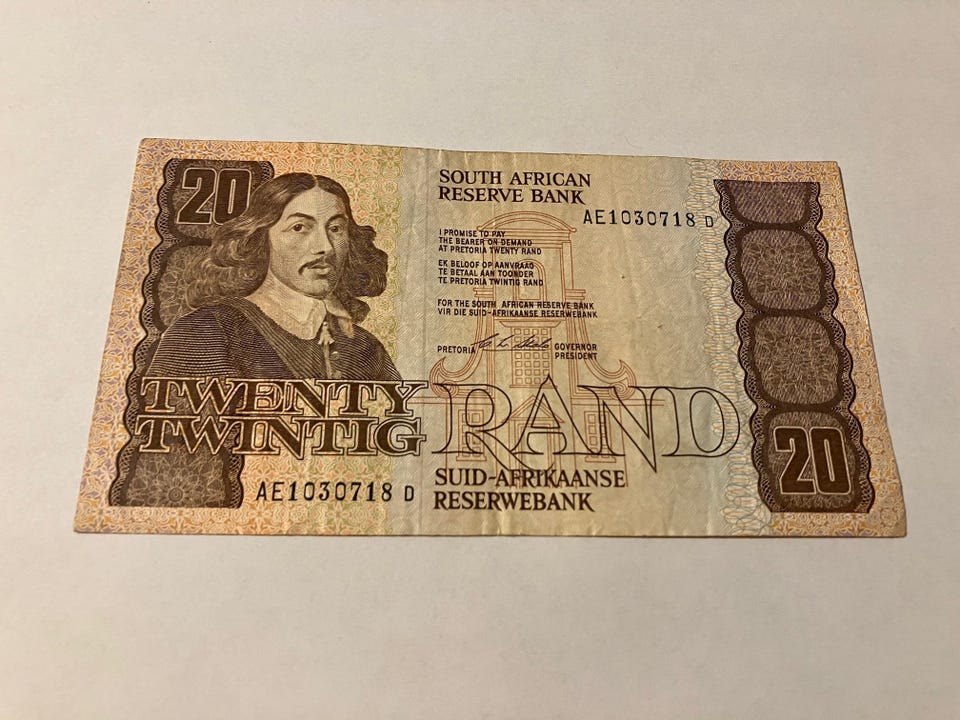 20
SOUTH AFRICAN
RESERVE BANK
AE1030718 D
I PROMISE TO PAY
THE BEARER ON DEMAND
AT PRETORIA TWENTY RAND
EK BELOOF OP AANVRAAG
TE BETAAL AAN TOONDER
TE PRETORIA TWINTIG RAND
FOR THE SOUTH AFRICAN RESERVE BANK
VIR DIE SUID-AFRIKAANSE RESERWEBANK
PRETORIA GOVERNOR
PRESIDENT
TWENTY
TWINTIG
RAND
20
SUID-AFRIKAANSE
RESERWEBANK
AE1030718 D